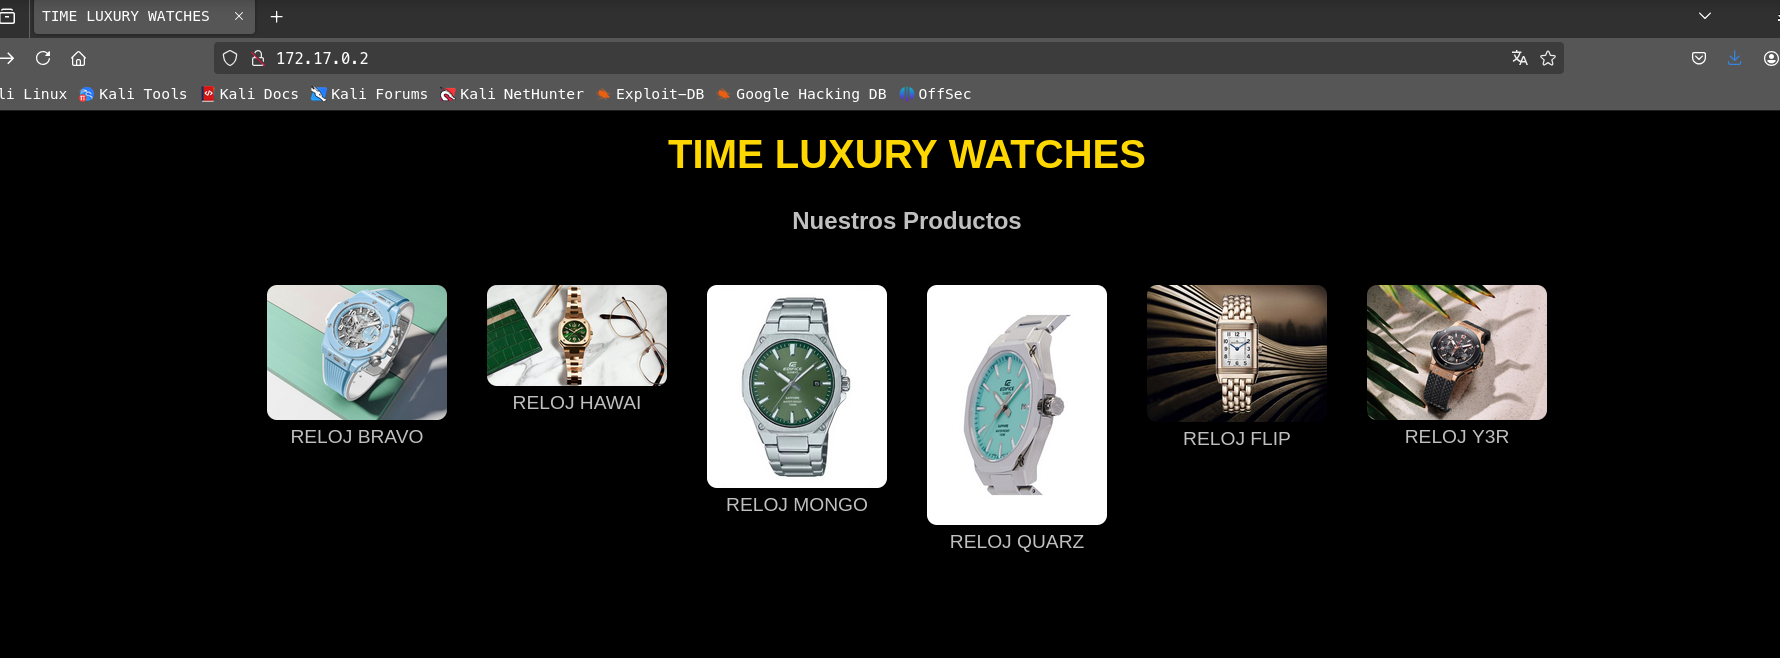 TIME LUXURY WATCHES
172.17.0.2
li Linux Kali Tools Kali Docs Kali Forums Kali NetHunter Exploit-DB Google Hacking DB OffSec
TIME LUXURY WATCHES
Nuestros Productos
RELOJ BRAVO
RELOJ HAWAI
RELOJ MONGO
RELOJ QUARZ
RELOJ FLIP
RELOJ Y3R
EDIFICE
EDIFICE